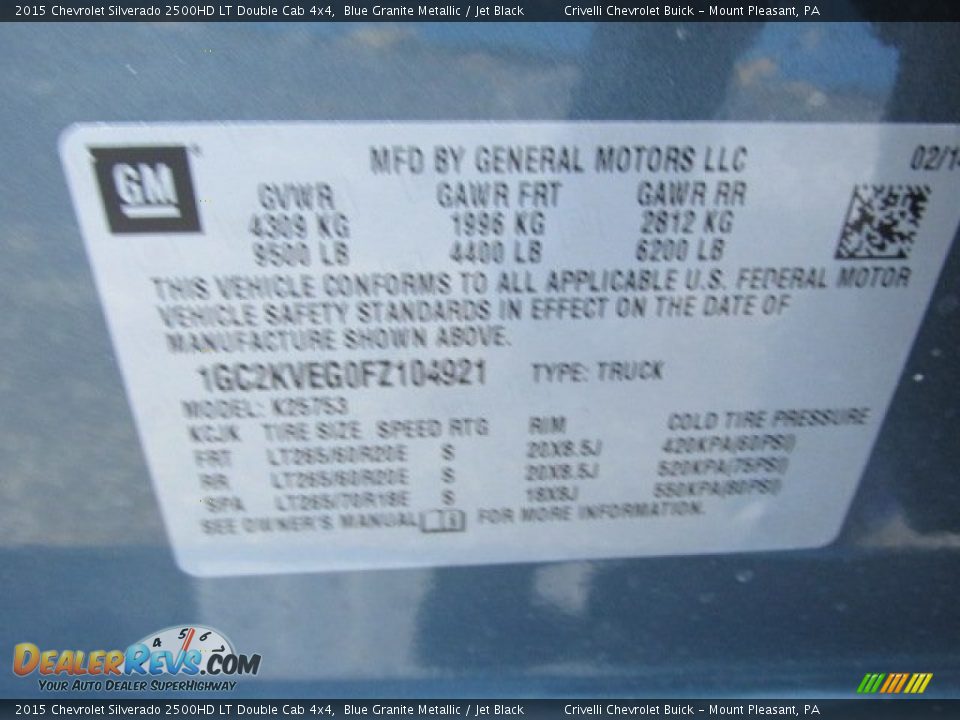 2015 Chevrolet Silverado 2500HD LT Double Cab 4x4, Blue Granite Metallic / Jet Black Crivelli Chevrolet Buick - Mount Pleasant, PA
GM MFD BY GENERAL MOTORS LLC 02/14
GVWR GAWR FRT GAWR RR
4309 KG 1996 KG 2812 KG
9500 LB 4400 LB 6200 LB
THIS VEHICLE CONFORMS TO ALL APPLICABLE U.S. FEDERAL MOTOR
VEHICLE SAFETY STANDARDS IN EFFECT ON THE DATE OF
MANUFACTURE SHOWN ABOVE.
1GC2KVEG0FZ104921 TYPE: TRUCK
MODEL: K25753
KCJK TIRE SIZE SPEED RTG RIM COLD TIRE PRESSURE
FRT LT265/60R20E S 20X8.5J 420KPA(60PSI)
RR LT265/60R20E S 20X8.5J 520KPA(75PSI)
SPA LT265/70R18E S 18X8J 550KPA(80PSI)
SEE OWNER'S MANUAL FOR MORE INFORMATION.
4 5 6
DEALERREVS.COM
YOUR AUTO DEALER SUPERHIGHWAY
2015 Chevrolet Silverado 2500HD LT Double Cab 4x4, Blue Granite Metallic / Jet Black Crivelli Chevrolet Buick - Mount Pleasant, PA